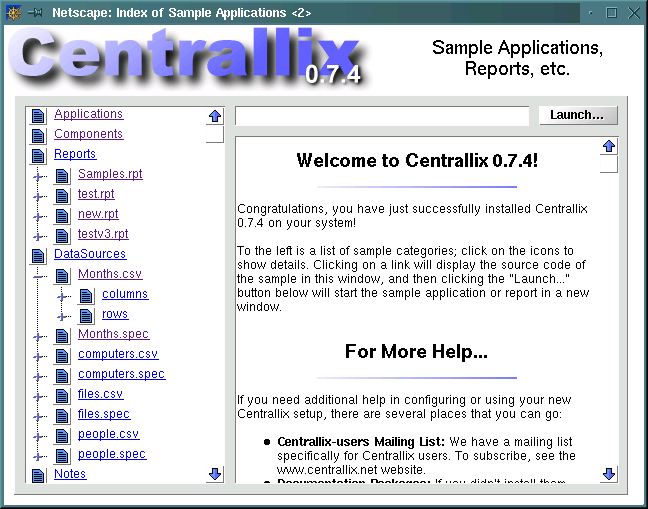 Netscape: Index of Sample Applications <2>
Centrallix
0.7.4
Sample Applications,
Reports, etc.
Applications
Components
Reports
Samples.rpt
test.rpt
new.rpt
testv3.rpt
DataSources
Months.csv
columns
rows
Months.spec
computers.csv
computers.spec
files.csv
files.spec
people.csv
people.spec
Notes
Launch...
Welcome to Centrallix 0.7.4!
Congratulations, you have just successfully installed Centrallix
0.7.4 on your system!
To the left is a list of sample categories; click on the icons to
show details. Clicking on a link will display the source code of
the sample in this window, and then clicking the "Launch..."
button below will start the sample application or report in a new
window.
For More Help...
If you need additional help in configuring or using your new
Centrallix setup, there are several places that you can go:
• Centrallix-users Mailing List: We have a mailing list
specifically for Centrallix users. To subscribe, see the
www.centrallix.net website.
• Documentation Packages: If you didn't install them